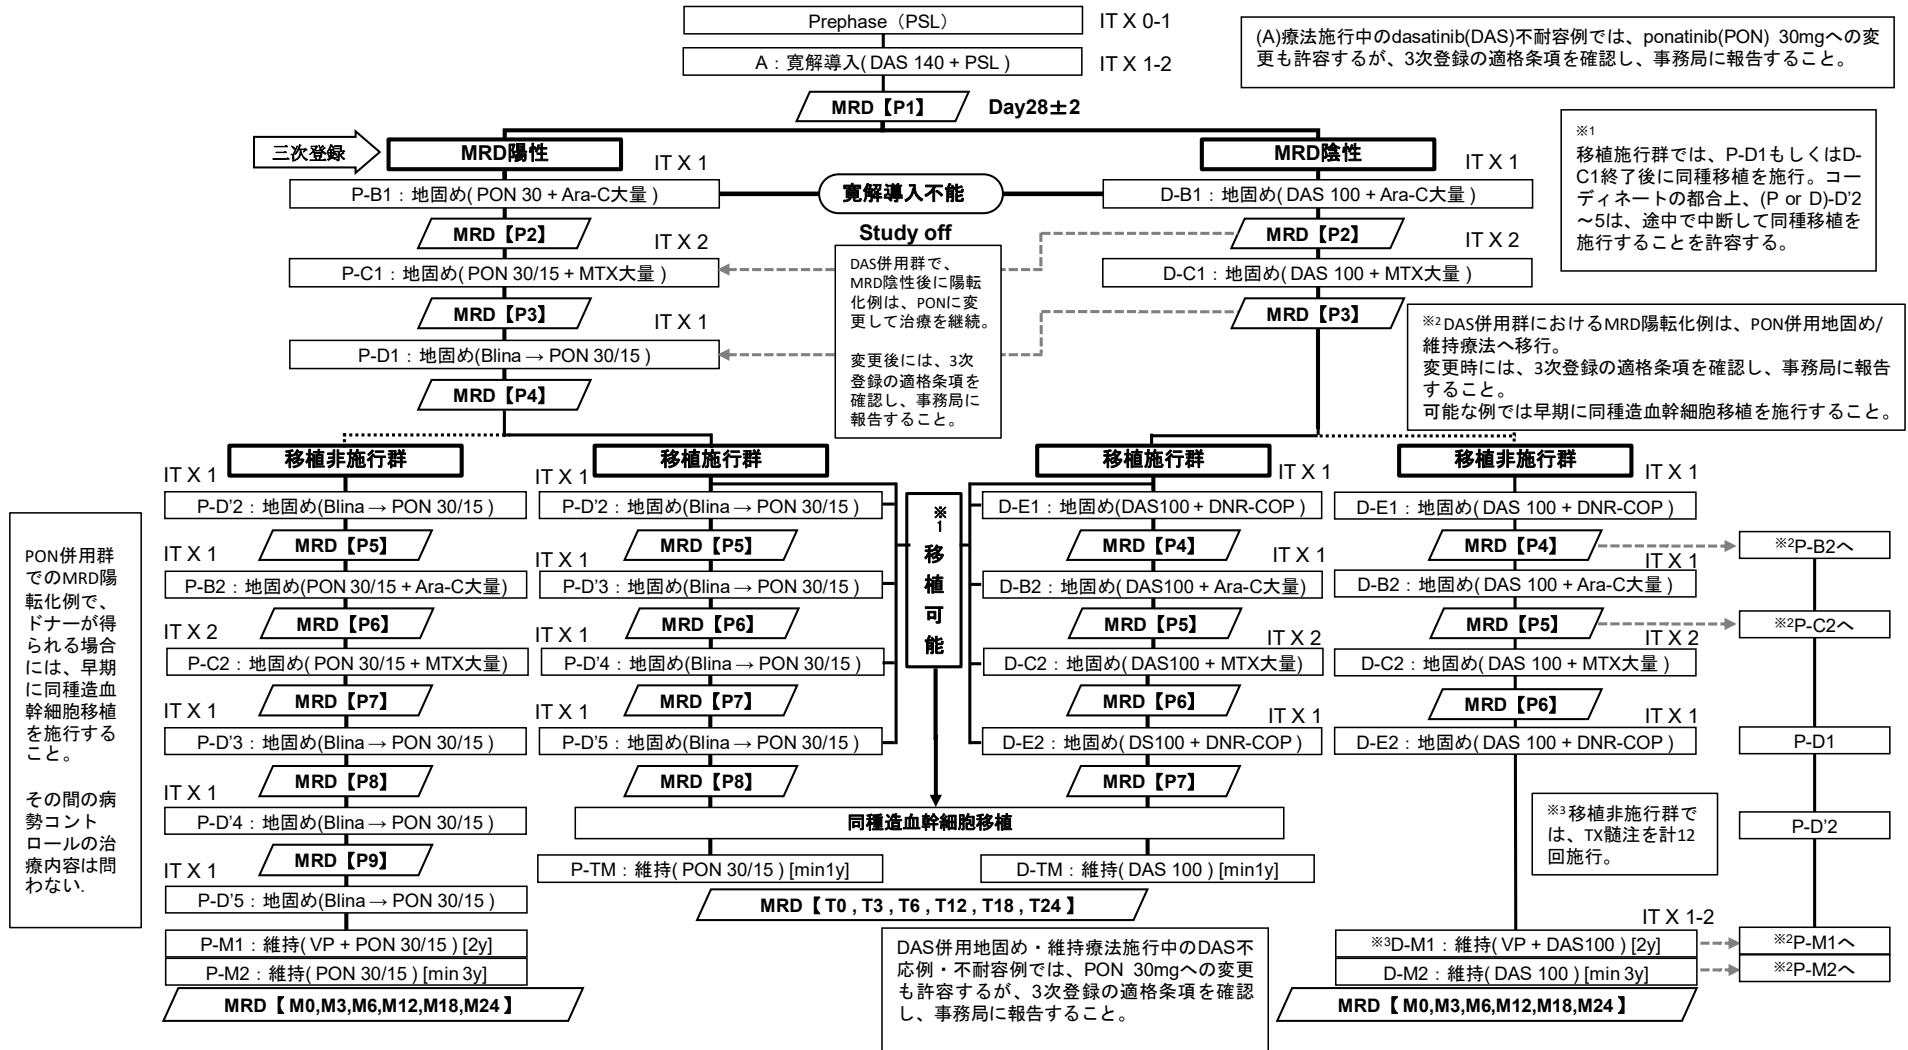 Prephase（PSL）
IT X 0-1
A：寛解導入( DAS 140 + PSL )
IT X 1-2
(A)療法施行中のdasatinib(DAS)不耐容例では、ponatinib(PON) 30mgへの変
更も許容するが、3次登録の適格条項を確認し、事務局に報告すること。
MRD【P1】
Day28±2
三次登録
MRD陽性
IT X 1
MRD陰性
IT X 1
※1
移植施行群では、P-D1もしくはD-
C1終了後に同種移植を施行。コー
ディネートの都合上、(P or D)-D'2
～5は、途中で中断して同種移植を
施行することを許容する。
P-B1：地固め( PON 30 + Ara-C大量 )
寛解導入不能
D-B1：地固め( DAS 100 + Ara-C大量 )
MRD【P2】
IT X 2
Study off
MRD【P2】
IT X 2
P-C1：地固め( PON 30/15 + MTX大量 )
D-C1：地固め( DAS 100 + MTX大量 )
DAS併用群で、
MRD陰性後に陽転
化例は、PONに変
更して治療を継続。
変更後には、3次
登録の適格条項を
確認し、事務局に
報告すること。
MRD【P3】
IT X 1
MRD【P3】
P-D1：地固め(Blina → PON 30/15 )
MRD【P4】
※2 DAS併用群におけるMRD陽転化例は、PON併用地固め/
維持療法へ移行。
変更時には、3次登録の適格条項を確認し、事務局に報告
すること。
可能な例では早期に同種造血幹細胞移植を施行すること。
移植非施行群
移植施行群
移植施行群
移植非施行群
IT X 1
IT X 1
IT X 1
IT X 1
P-D'2：地固め(Blina → PON 30/15 )
P-D'2：地固め(Blina → PON 30/15 )
※1移植可能
D-E1：地固め(DAS100 + DNR-COP )
D-E1：地固め( DAS 100 + DNR-COP )
PON併用群
でのMRD陽
転化例で、
ドナーが得
られる場合
には、早期
に同種造血
幹細胞移植
を施行する
こと。
その間の病
勢コント
ロールの治
療内容は問
わない.
MRD【P5】
MRD【P5】
MRD【P4】
MRD【P4】
※2P-B2へ
IT X 1
IT X 1
IT X 1
IT X 1
P-B2：地固め(PON 30/15 + Ara-C大量)
P-D'3：地固め(Blina → PON 30/15 )
D-B2：地固め(DAS100 + Ara-C大量)
D-B2：地固め( DAS 100 + Ara-C大量 )
MRD【P6】
MRD【P6】
MRD【P5】
MRD【P5】
※2P-C2へ
IT X 2
IT X 1
IT X 2
IT X 2
P-C2：地固め( PON 30/15 + MTX大量)
P-D'4：地固め(Blina → PON 30/15 )
D-C2：地固め( DAS100 + MTX大量)
D-C2：地固め( DAS 100 + MTX大量 )
MRD【P7】
MRD【P7】
MRD【P6】
MRD【P6】
IT X 1
IT X 1
IT X 1
IT X 1
P-D'3：地固め(Blina → PON 30/15 )
P-D'5：地固め(Blina → PON 30/15 )
D-E2：地固め( DS100 + DNR-COP )
D-E2：地固め( DAS 100 + DNR-COP )
P-D1
MRD【P8】
MRD【P8】
MRD【P7】
IT X 1
P-D'4：地固め(Blina → PON 30/15 )
同種造血幹細胞移植
※3移植非施行群で
は、TX髄注を計12
回施行。
P-D'2
MRD【P9】
IT X 1
P-TM：維持( PON 30/15 ) [min1y]
D-TM：維持( DAS 100 ) [min1y]
P-D'5：地固め(Blina → PON 30/15 )
MRD【 T0 , T3 , T6 , T12 , T18 , T24 】
IT X 1-2
P-M1：維持( VP + PON 30/15 ) [2y]
※3D-M1：維持( VP + DAS100 ) [2y]
※2P-M1へ
P-M2：維持( PON 30/15 ) [min 3y]
D-M2：維持( DAS 100 ) [min 3y]
※2P-M2へ
MRD【 M0,M3,M6,M12,M18,M24 】
MRD【 M0,M3,M6,M12,M18,M24 】
DAS併用地固め・維持療法施行中のDAS不
応例・不耐容例では、PON 30mgへの変更
も許容するが、3次登録の適格条項を確認
し、事務局に報告すること。